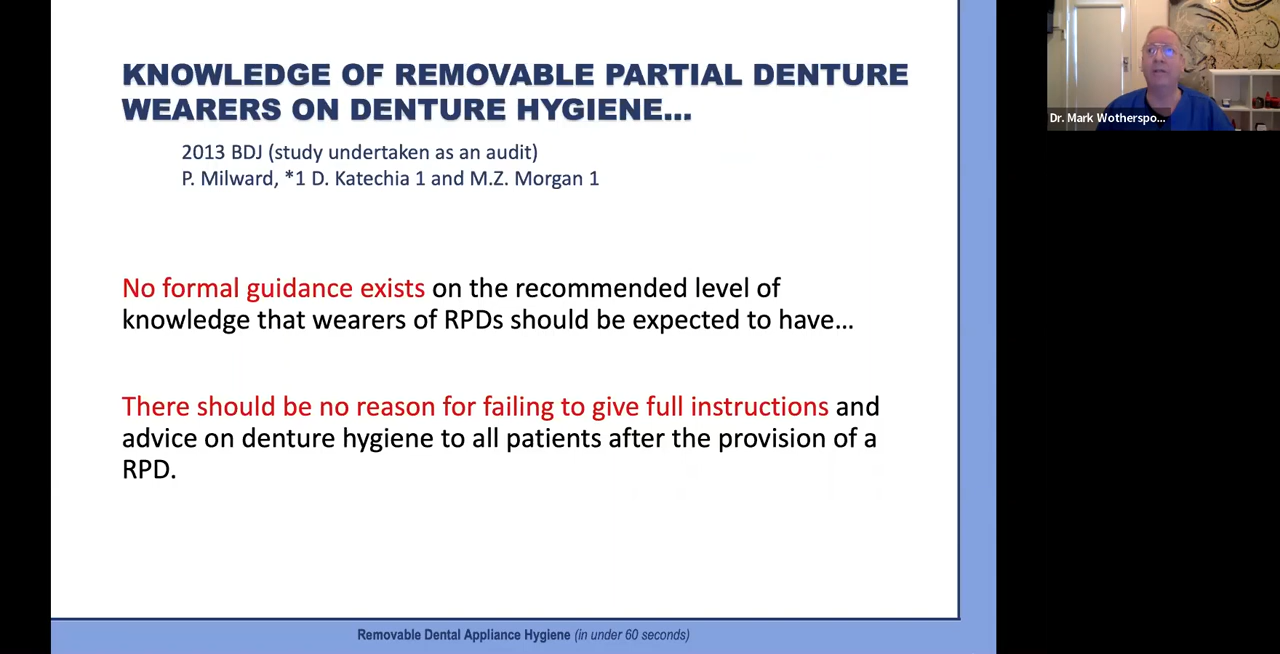 KNOWLEDGE OF REMOVABLE PARTIAL DENTURE
WEARERS ON DENTURE HYGIENE...
2013 BDJ (study undertaken as an audit)
P. Milward, *1 D. Katechia 1 and M.Z. Morgan 1
No formal guidance exists on the recommended level of
knowledge that wearers of RPDs should be expected to have...
There should be no reason for failing to give full instructions and
advice on denture hygiene to all patients after the provision of a
RPD.
Removable Dental Appliance Hygiene (in under 60 seconds)
Dr. Mark Wotherspo...